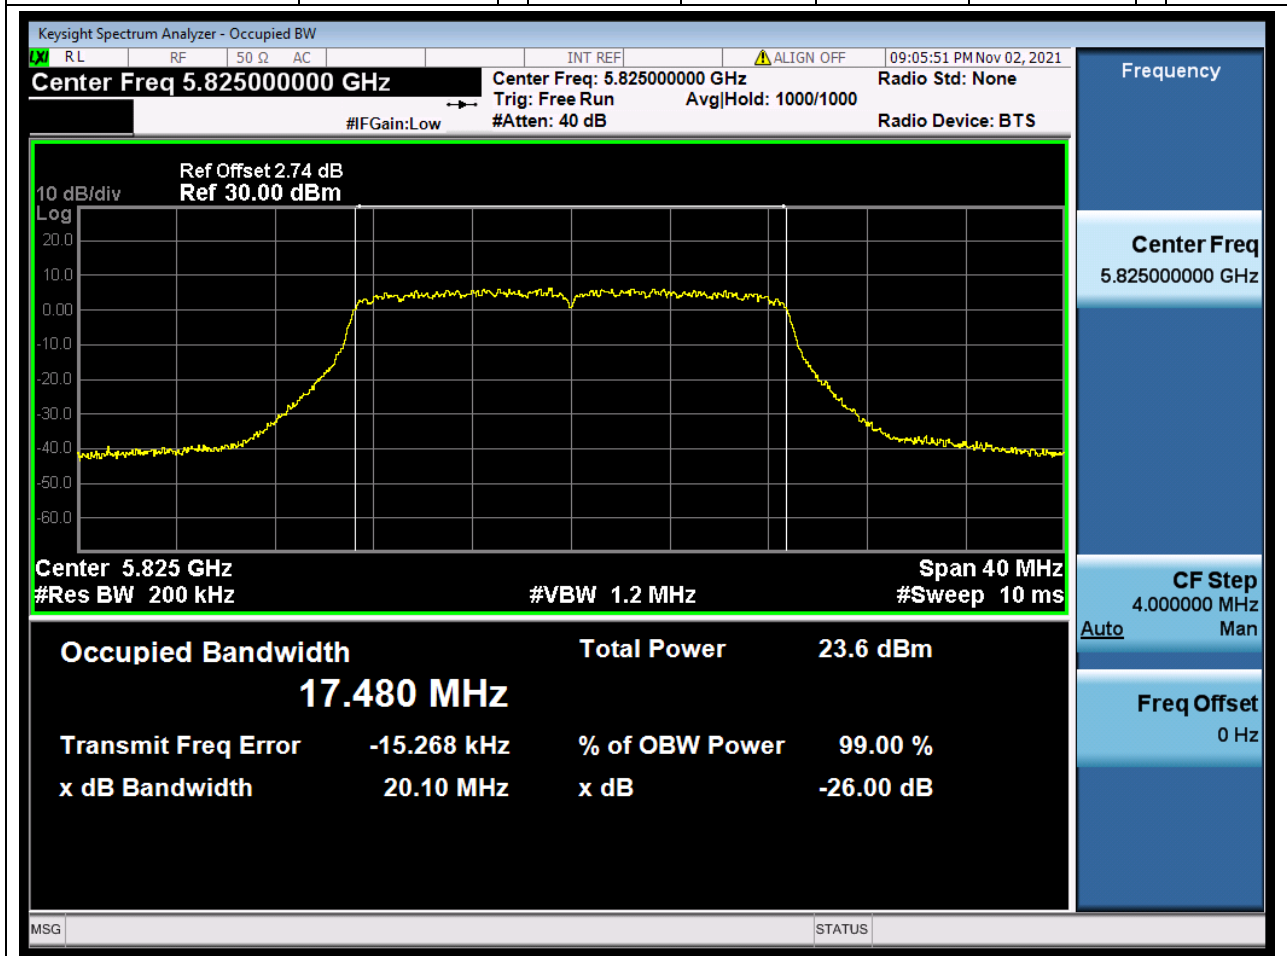 Keysight Spectrum Analyzer - Occupied BW
LXI RL RF 50 Ω AC INT REF ALIGN OFF 09:05:51 PM Nov 02, 2021
Center Freq 5.825000000 GHz
Center Freq: 5.825000000 GHz
Radio Std: None
Trig: Free Run Avg|Hold: 1000/1000
#IFGain:Low
#Atten: 40 dB
Radio Device: BTS
Ref Offset 2.74 dB
10 dB/div Ref 30.00 dBm
Log
20.0
10.0
0.00
-10.0
-20.0
-30.0
-40.0
-50.0
-60.0
Center 5.825 GHz Span 40 MHz
#Res BW 200 kHz #VBW 1.2 MHz #Sweep 10 ms
Occupied Bandwidth Total Power 23.6 dBm
17.480 MHz
Transmit Freq Error -15.268 kHz % of OBW Power 99.00 %
x dB Bandwidth 20.10 MHz x dB -26.00 dB
MSG STATUS
Frequency
Center Freq
5.825000000 GHz
CF Step
4.000000 MHz
Auto Man
Freq Offset
0 Hz